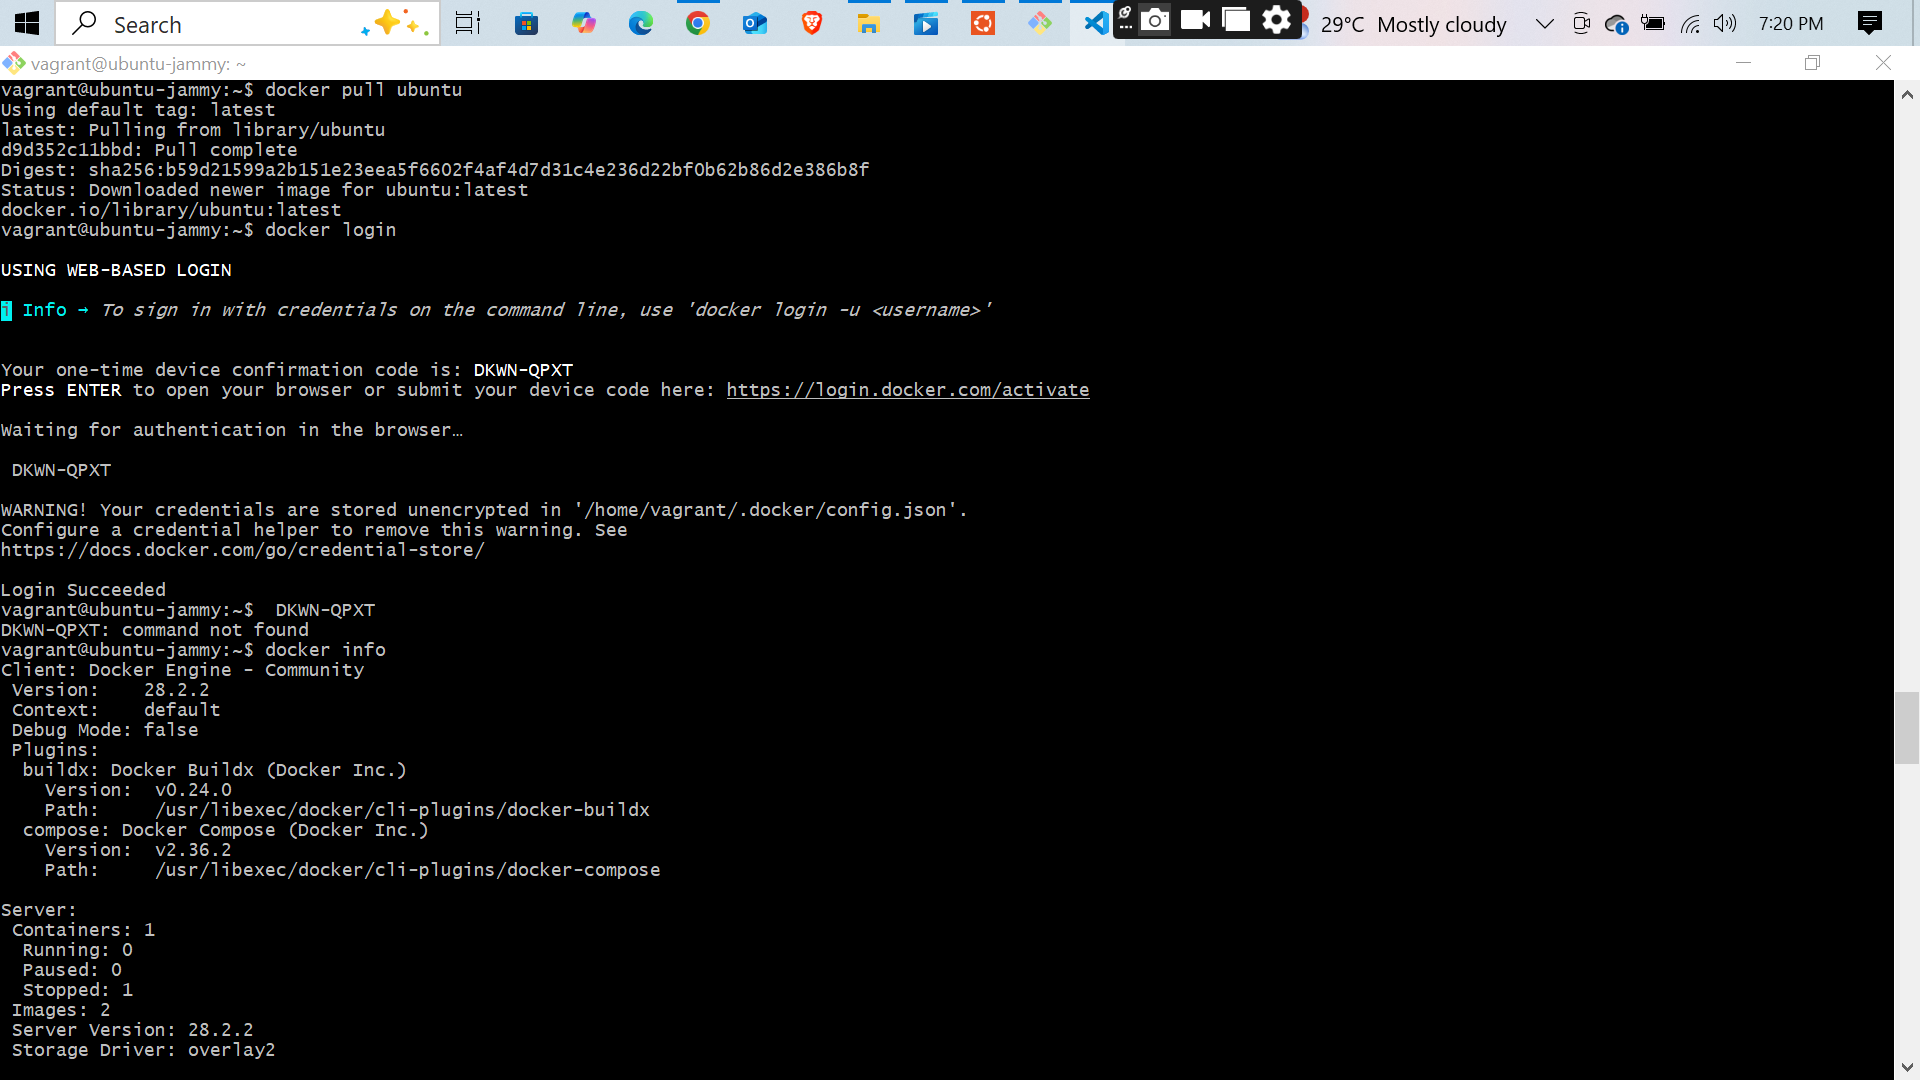 Search
29°C Mostly cloudy
7:20 PM
vagrant@ubuntu-jammy: ~
vagrant@ubuntu-jammy:~$ docker pull ubuntu
Using default tag: latest
latest: Pulling from library/ubuntu
d9d352c11bbd: Pull complete
Digest: sha256:b59d21599a2b151e23eea5f6602f4af4d7d31c4e236d22bf0b62b86d2e386b8f
Status: Downloaded newer image for ubuntu:latest
docker.io/library/ubuntu:latest
vagrant@ubuntu-jammy:~$ docker login
USING WEB-BASED LOGIN
i Info → To sign in with credentials on the command line, use 'docker login -u <username>'
Your one-time device confirmation code is: DKWN-QPXT
Press ENTER to open your browser or submit your device code here: https://login.docker.com/activate
Waiting for authentication in the browser…
DKWN-QPXT
WARNING! Your credentials are stored unencrypted in '/home/vagrant/.docker/config.json'.
Configure a credential helper to remove this warning. See
https://docs.docker.com/go/credential-store/
Login Succeeded
vagrant@ubuntu-jammy:~$  DKWN-QPXT
DKWN-QPXT: command not found
vagrant@ubuntu-jammy:~$ docker info
Client: Docker Engine - Community
 Version:    28.2.2
 Context:    default
 Debug Mode: false
 Plugins:
  buildx: Docker Buildx (Docker Inc.)
    Version:  v0.24.0
    Path:     /usr/libexec/docker/cli-plugins/docker-buildx
  compose: Docker Compose (Docker Inc.)
    Version:  v2.36.2
    Path:     /usr/libexec/docker/cli-plugins/docker-compose
Server:
 Containers: 1
  Running: 0
  Paused: 0
  Stopped: 1
 Images: 2
 Server Version: 28.2.2
 Storage Driver: overlay2